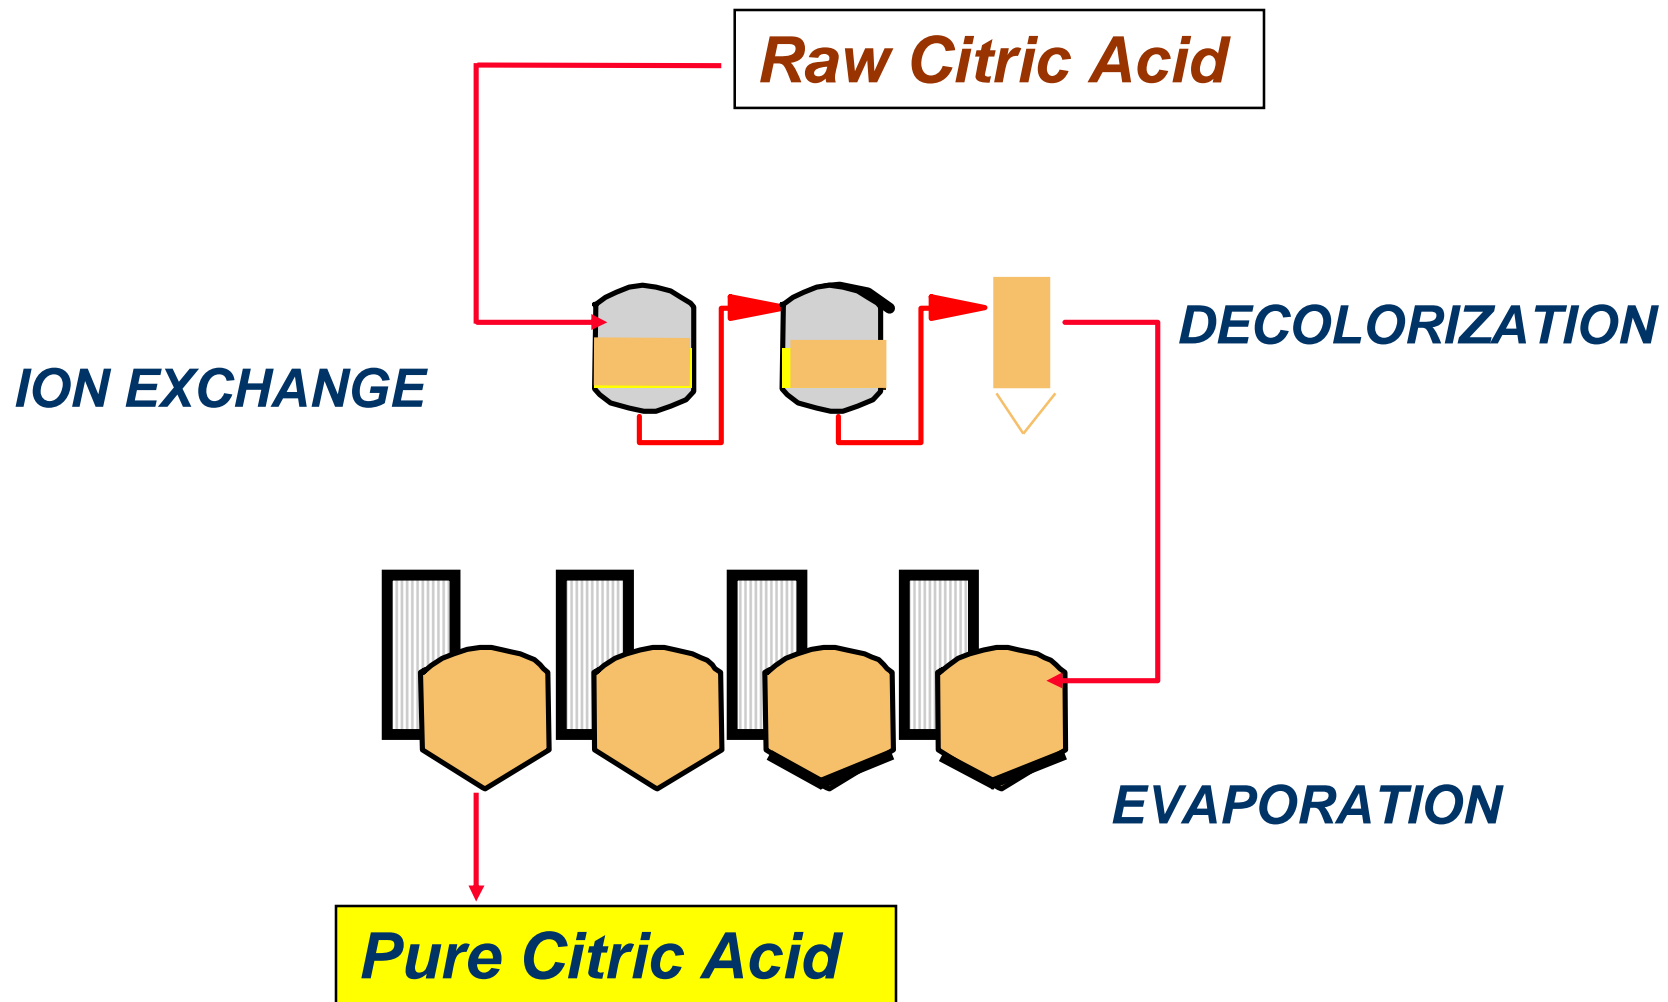 Raw Citric Acid
DECOLORIZATION
ION EXCHANGE
EVAPORATION
Pure Citric Acid